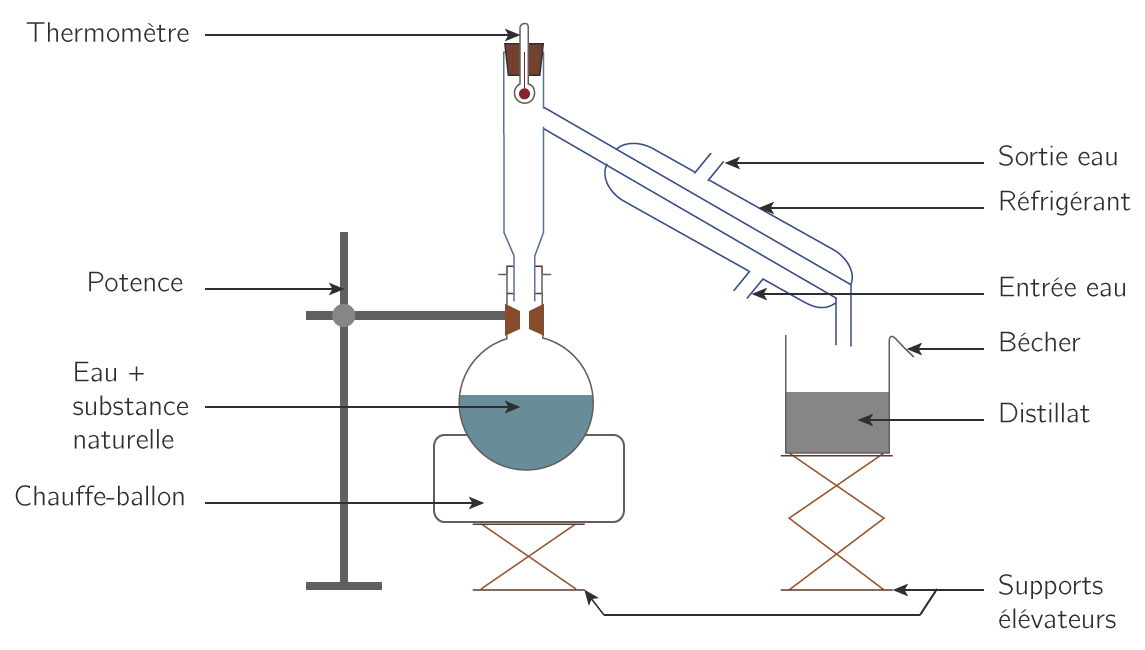 Thermomètre
Sortie eau
Réfrigérant
Potence
Entrée eau
Bécher
Eau +
substance
naturelle
Distillat
Chauffe-ballon
Supports
élévateurs